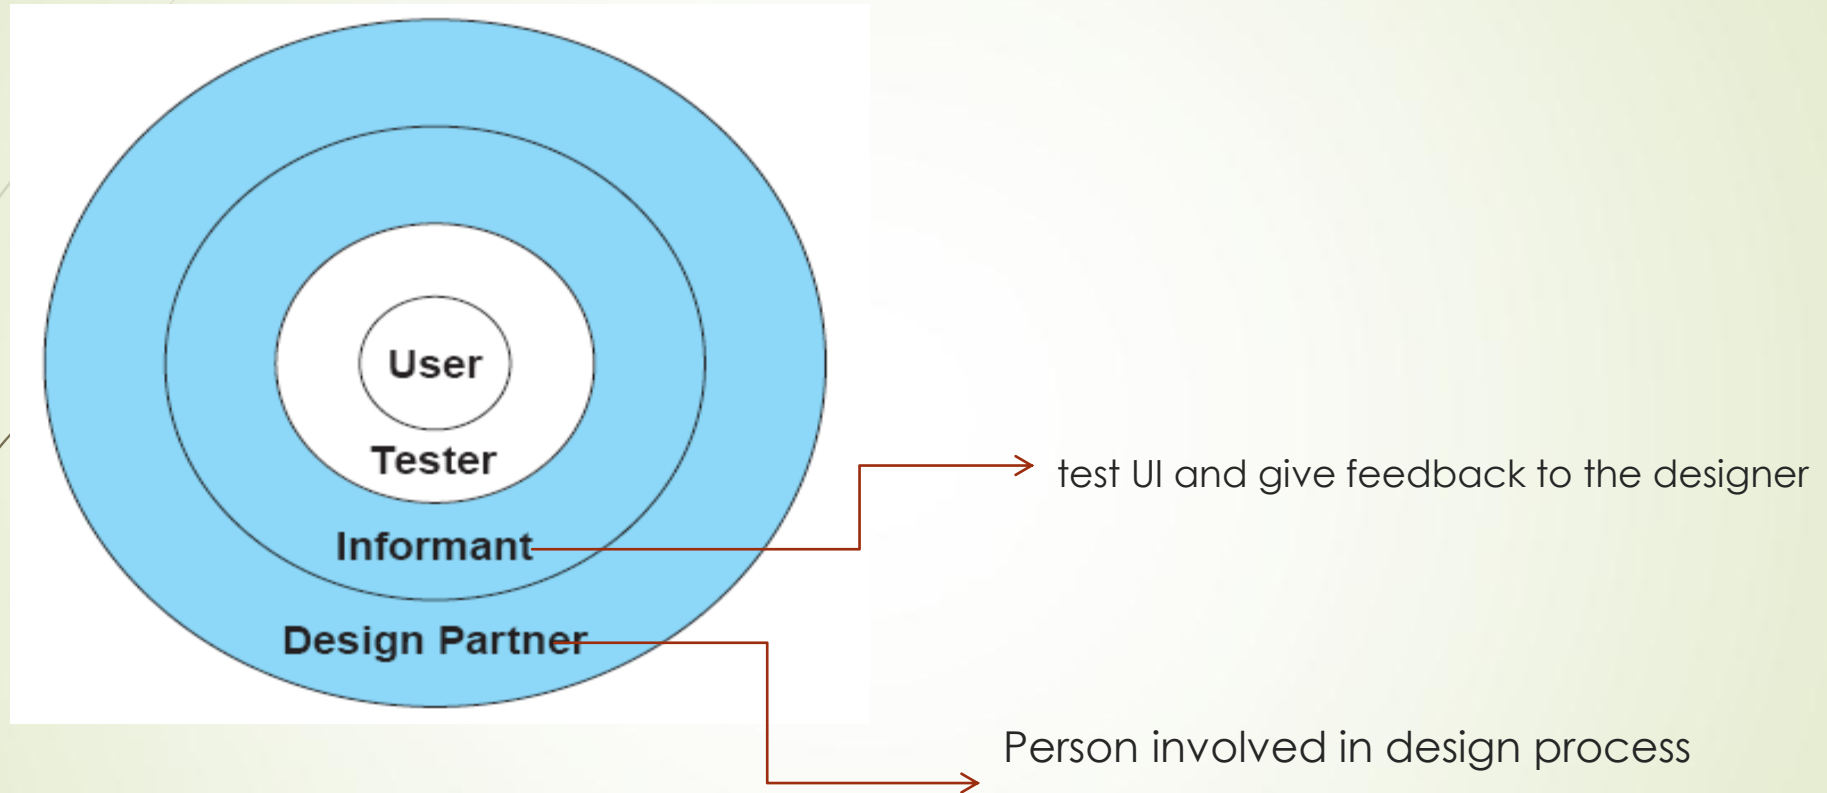 User
Tester
test UI and give feedback to the designer
Informant
Design Partner
Person involved in design process